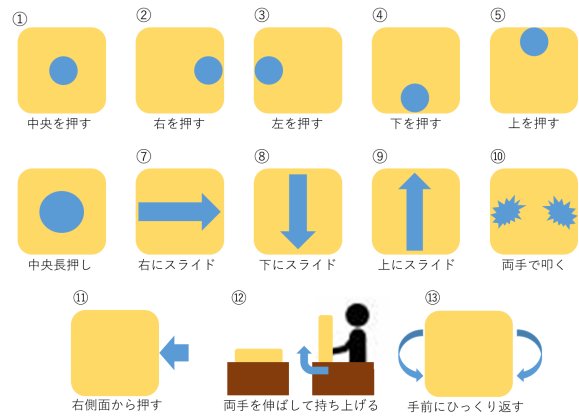 ① ② ③ ④ ⑤
中央を押す 右を押す 左を押す 下を押す 上を押す
⑦ ⑧ ⑨ ⑩
中央長押し 右にスライド 下にスライド 上にスライド 両手で叩く
⑪ ⑫ ⑬
右側面から押す 両手を伸ばして持ち上げる 手前にひっくり返す